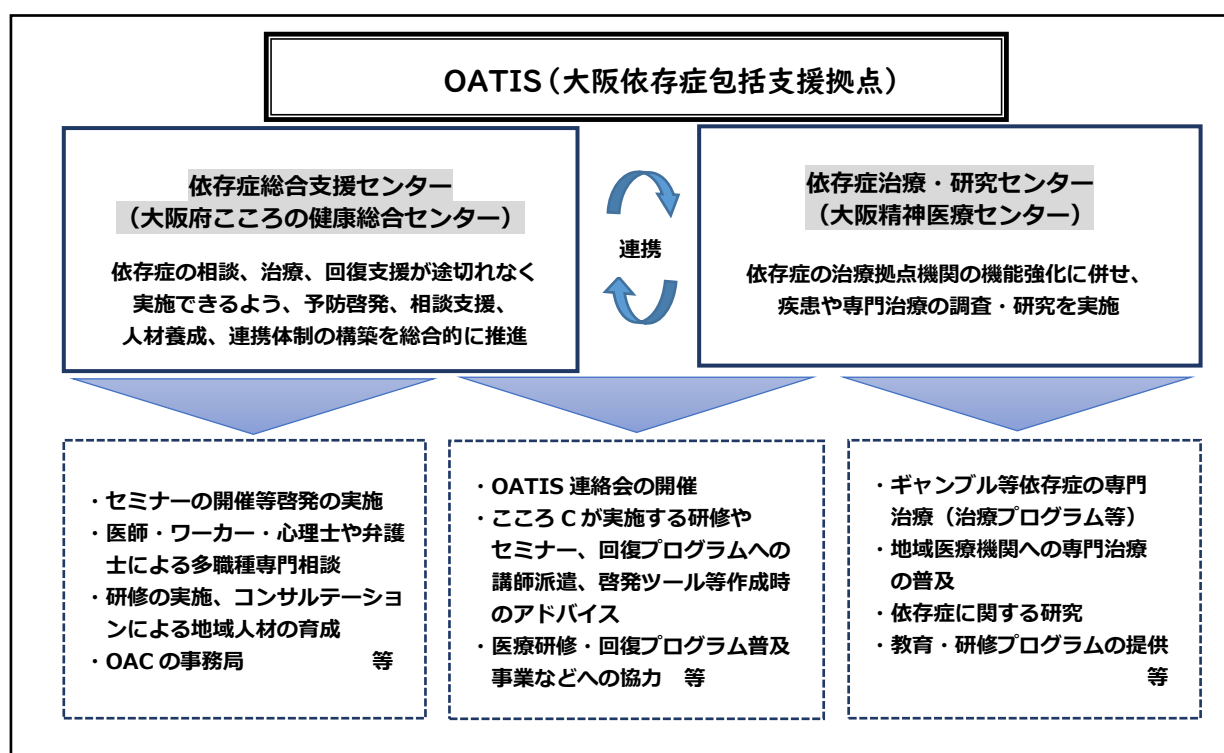 OATIS(大阪依存症包括支援拠点)
依存症総合支援センター
(大阪府こころの健康総合センター)
依存症の相談、治療、回復支援が途切れなく
実施できるよう、予防啓発、相談支援、
人材養成、連携体制の構築を総合的に推進
連携
依存症治療・研究センター
(大阪精神医療センター)
依存症の治療拠点機関の機能強化に併せ、
疾患や専門治療の調査・研究を実施
・セミナーの開催等啓発の実施
・医師・ワーカー・心理士や弁護
士による多職種専門相談
・研修の実施、コンサルテーショ
ンによる地域人材の育成
・OAC の事務局 等
・OATIS 連絡会の開催
・こころ C が実施する研修や
セミナー、回復プログラムへの
講師派遣、啓発ツール等作成時
のアドバイス
・医療研修・回復プログラム普及
事業などへの協力 等
・ギャンブル等依存症の専門
治療(治療プログラム等)
・地域医療機関への専門治療
の普及
・依存症に関する研究
・教育・研修プログラムの提供
等